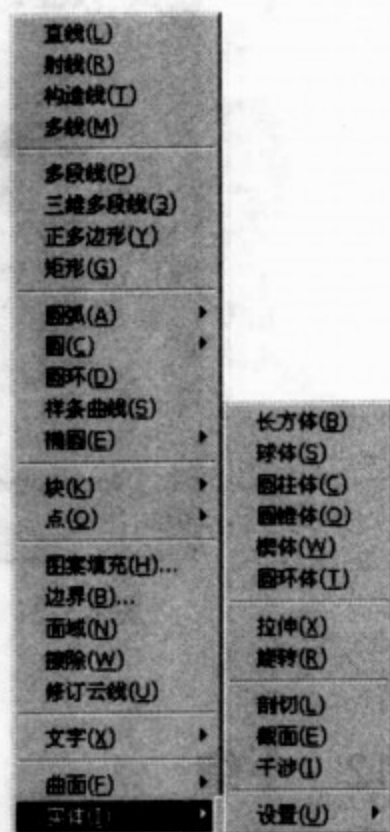 直线(L)
射线(R)
构造线(T)
多线(M)
多段线(P)
三维多段线(3)
正多边形(Y)
矩形(G)
圆弧(A)
圆(C)
圆环(D)
样条曲线(S)
椭圆(E)
块(K)
点(O)
图案填充(H)...
边界(B)...
面域(N)
擦除(W)
修订云线(U)
文字(X)
曲面(F)
实体(I)
长方体(B)
球体(S)
圆柱体(C)
圆锥体(O)
楔体(W)
圆环体(T)
拉伸(X)
旋转(R)
剖切(L)
截面(E)
干涉(I)
设置(U)